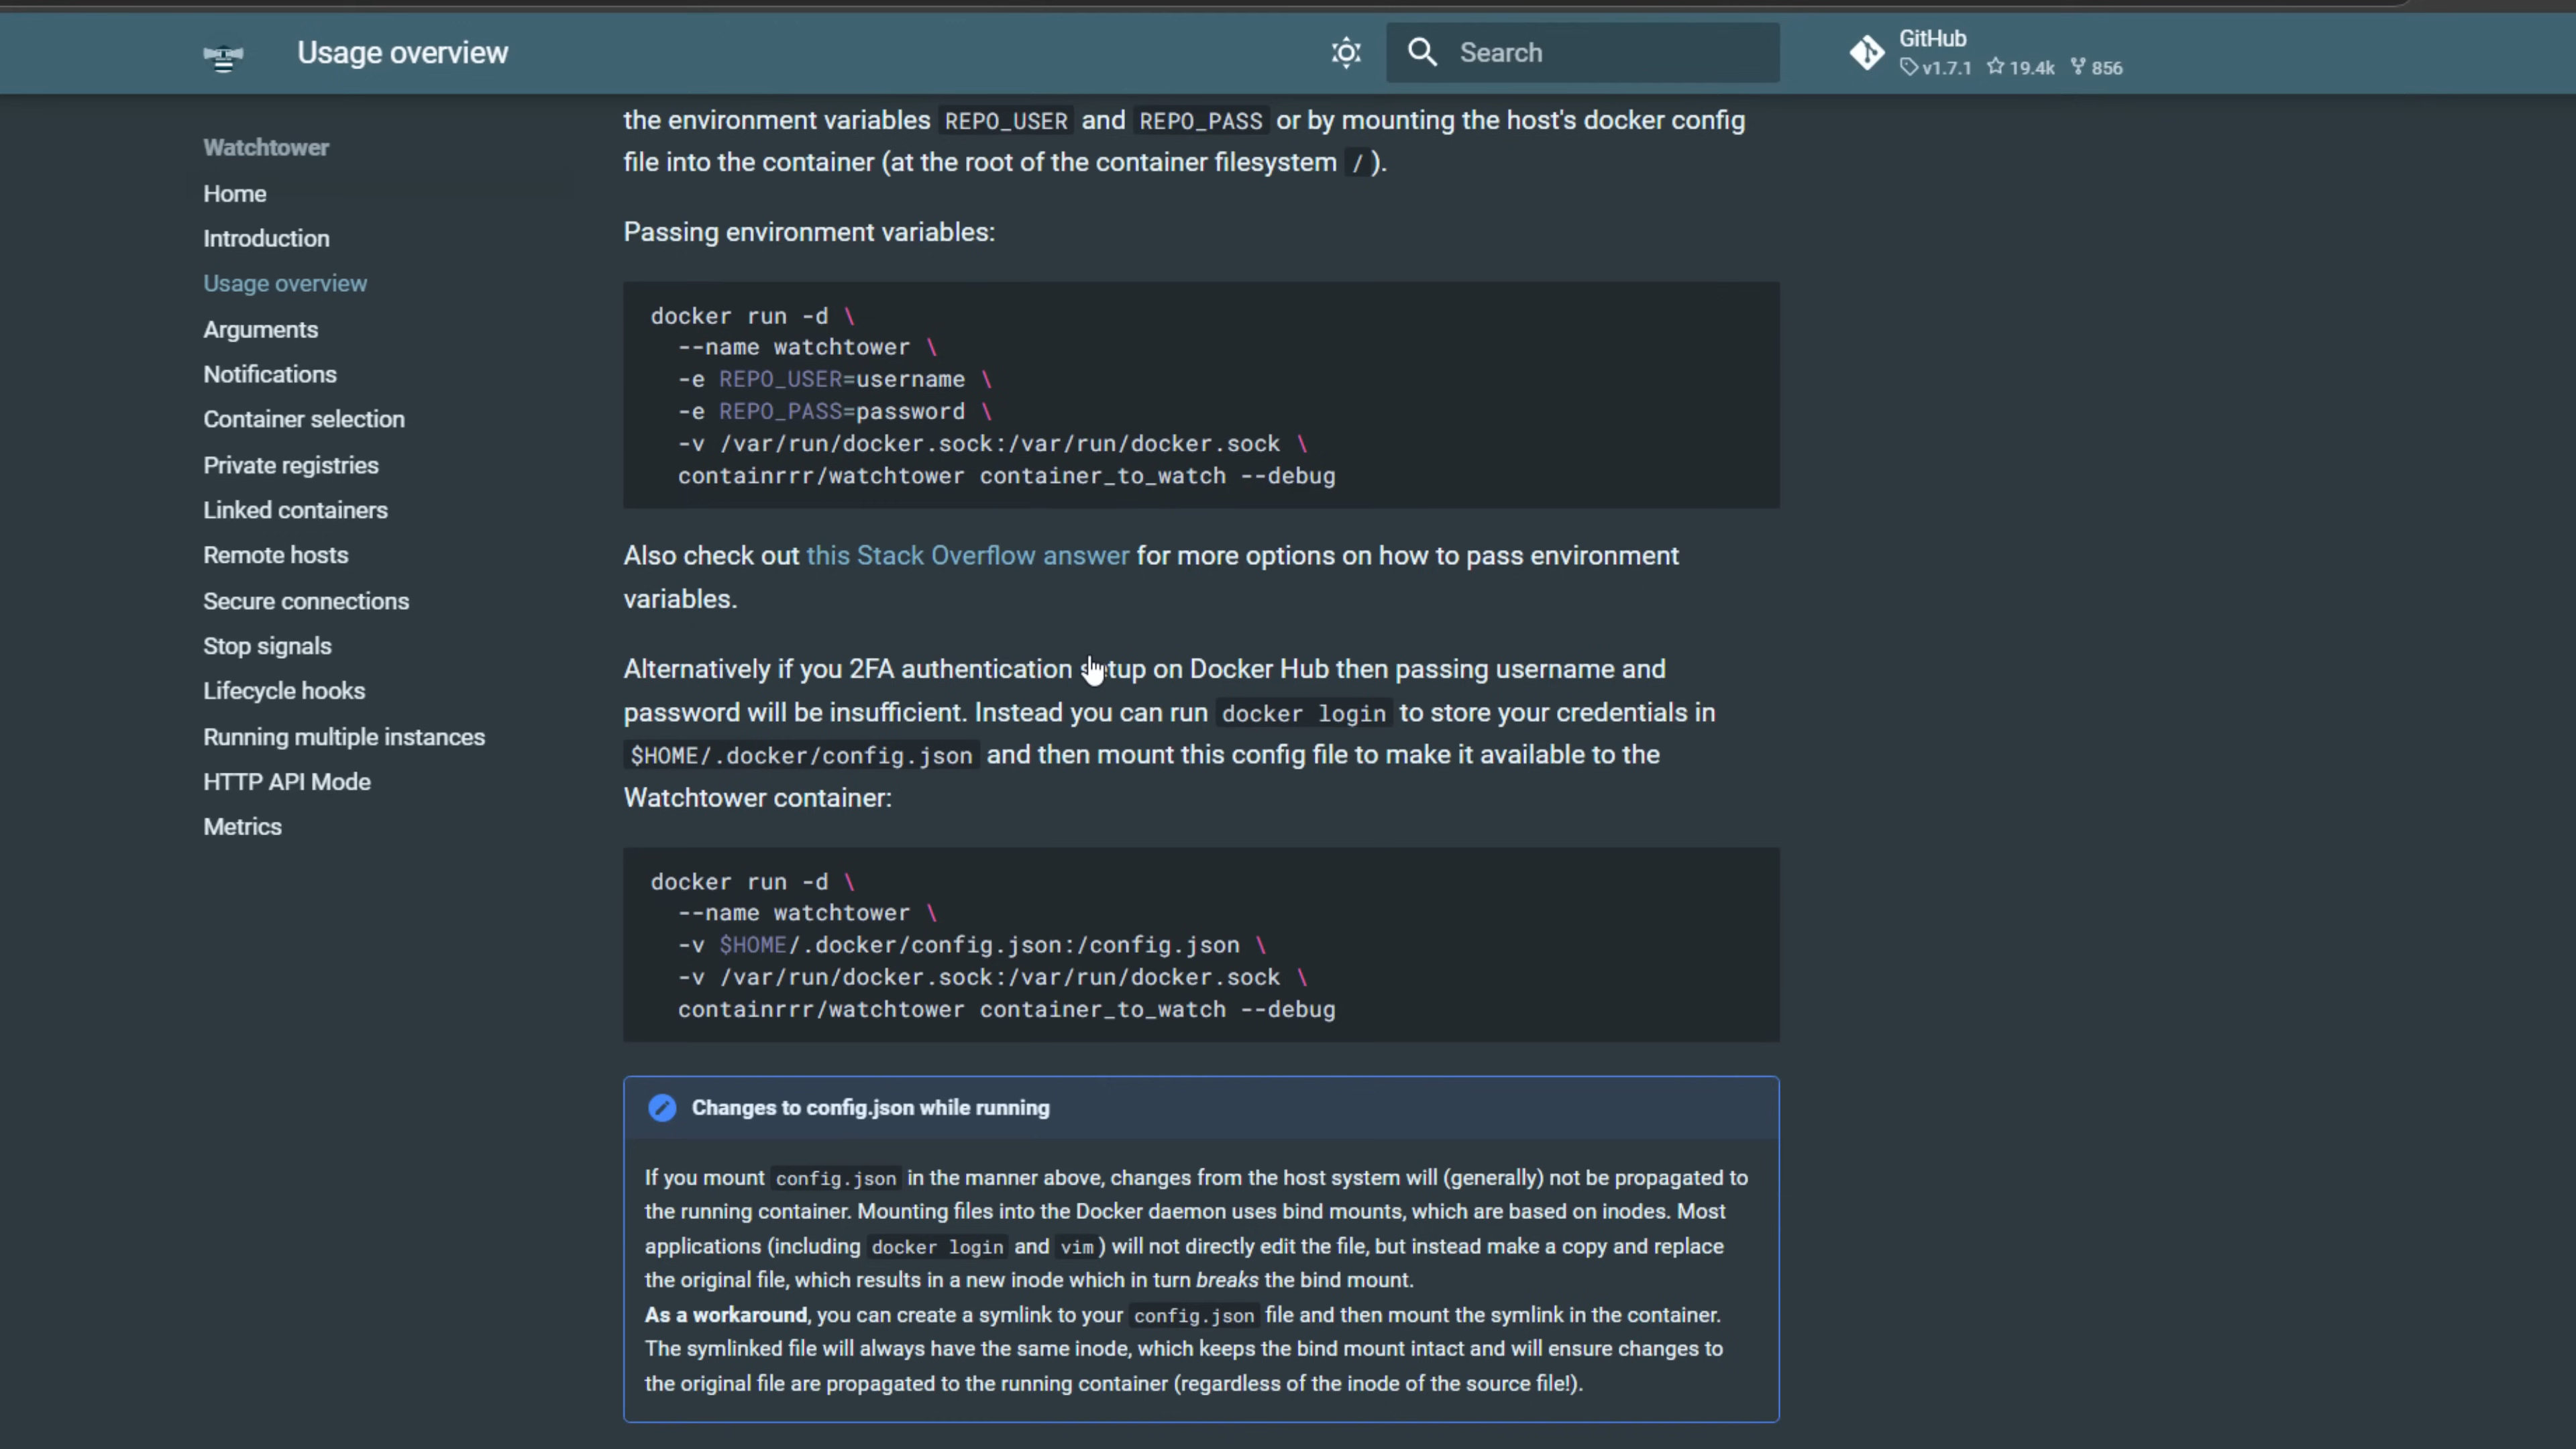 Usage overview
Search
GitHub
v1.7.1 19.4k 856
Watchtower
Home
Introduction
Usage overview
Arguments
Notifications
Container selection
Private registries
Linked containers
Remote hosts
Secure connections
Stop signals
Lifecycle hooks
Running multiple instances
HTTP API Mode
Metrics
the environment variables REPO_USER and REPO_PASS or by mounting the host's docker config
file into the container (at the root of the container filesystem / ).
Passing environment variables:
docker run -d \
--name watchtower \
-e REPO_USER=username \
-e REPO_PASS=password \
-v /var/run/docker.sock:/var/run/docker.sock \
containrrr/watchtower container_to_watch --debug
Also check out this Stack Overflow answer for more options on how to pass environment
variables.
Alternatively if you 2FA authentication setup on Docker Hub then passing username and
password will be insufficient. Instead you can run docker login to store your credentials in
$HOME/.docker/config.json and then mount this config file to make it available to the
Watchtower container:
docker run -d \
--name watchtower \
-v $HOME/.docker/config.json:/config.json \
-v /var/run/docker.sock:/var/run/docker.sock \
containrrr/watchtower container_to_watch --debug
Changes to config.json while running
If you mount config.json in the manner above, changes from the host system will (generally) not be propagated to
the running container. Mounting files into the Docker daemon uses bind mounts, which are based on inodes. Most
applications (including docker login and vim ) will not directly edit the file, but instead make a copy and replace
the original file, which results in a new inode which in turn breaks the bind mount.
As a workaround, you can create a symlink to your config.json file and then mount the symlink in the container.
The symlinked file will always have the same inode, which keeps the bind mount intact and will ensure changes to
the original file are propagated to the running container (regardless of the inode of the source file!).